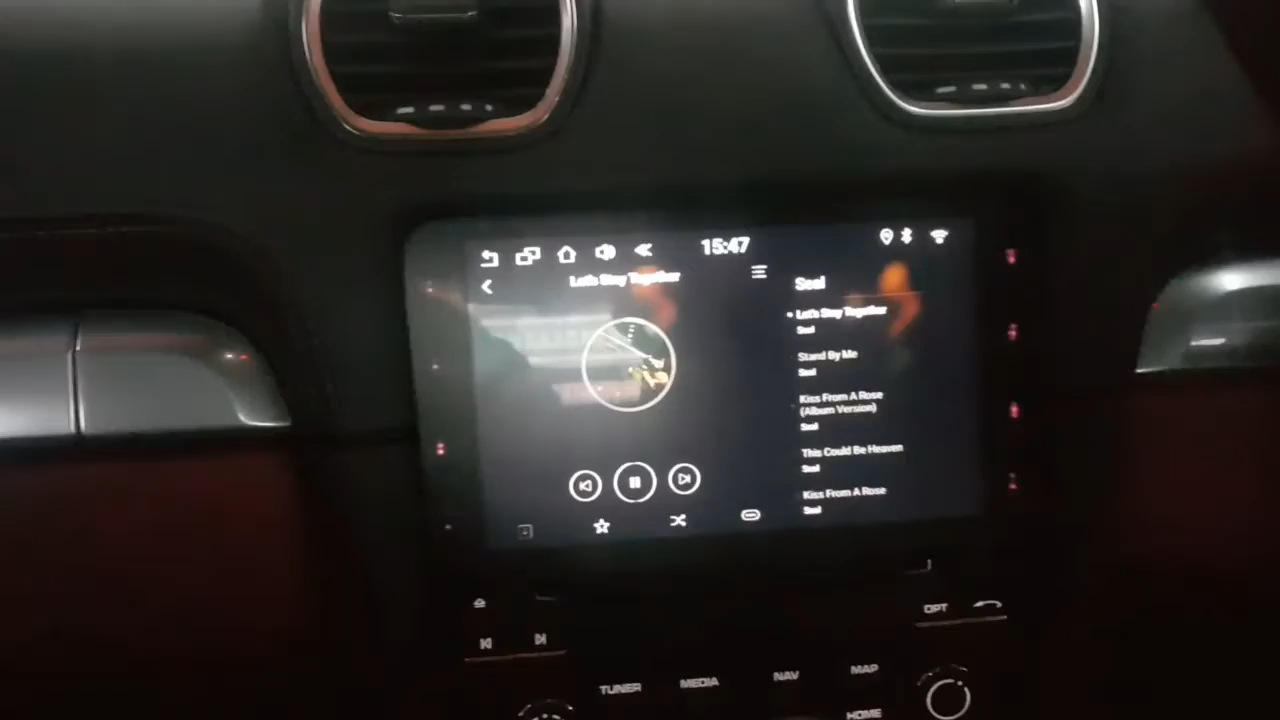 15:47
Let's Stay Together
Seal
Let's Stay Together
Seal
Stand By Me
Seal
Kiss From A Rose
(Album Version)
Seal
This Could Be Heaven
Seal
Kiss From A Rose
Seal
OPT
TUNER
MEDIA
NAV
MAP
HOME